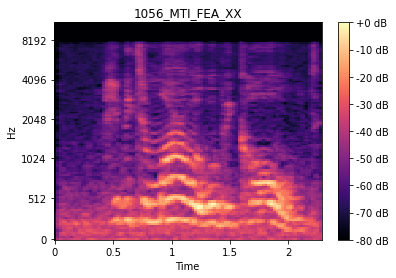 1056_MTI_FEA_XX
+0 dB
8192
-10 dB
4096
-20 dB
-30 dB
2048
Hz
-40 dB
1024
-50 dB
512
-60 dB
-70 dB
0
-80 dB
0 0.5 1 1.5 2
Time